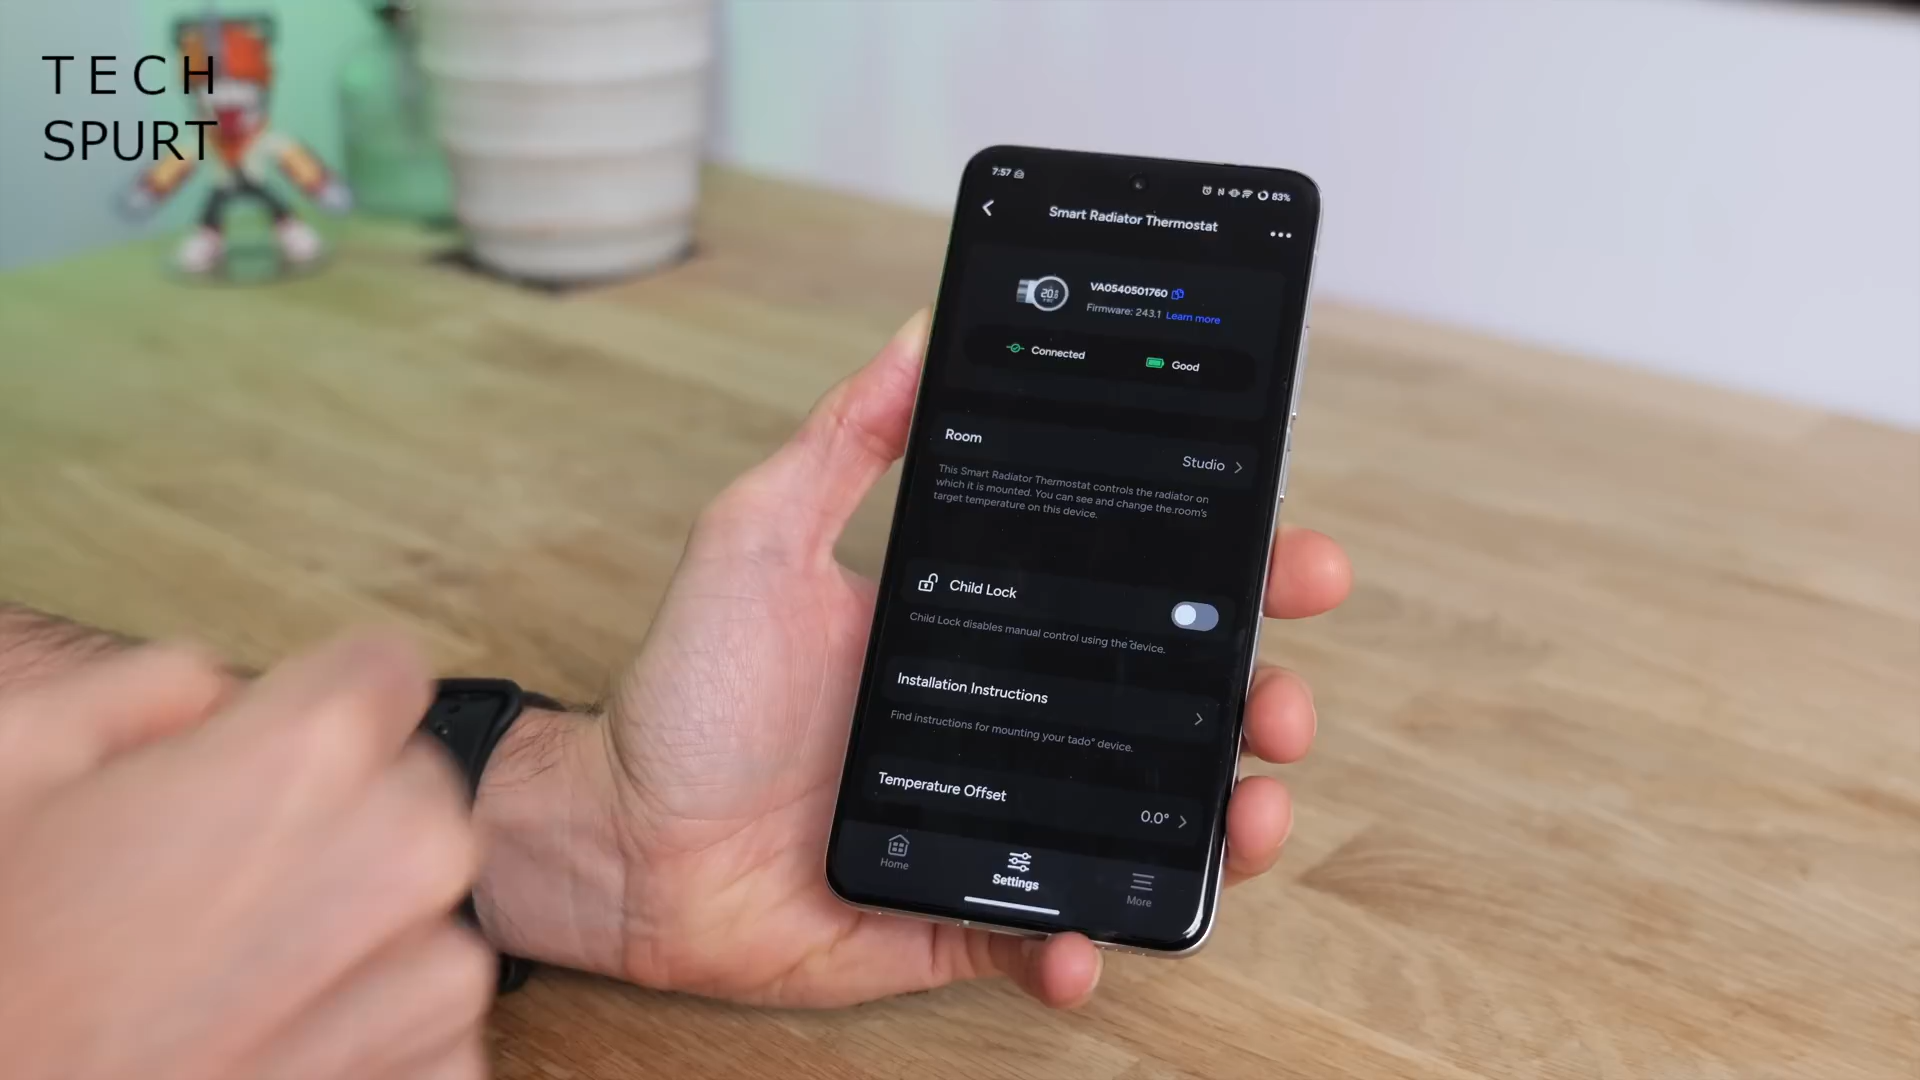 TECH
SPURT
7:57
83%
Smart Radiator Thermostat
20.5
VA0540501760
Firmware: 243.1 Learn more
Connected
Good
Room
Studio
This Smart Radiator Thermostat controls the radiator on
which it is mounted. You can see and change the room's
target temperature on this device.
Child Lock
Child Lock disables manual control using the device.
Installation Instructions
Find instructions for mounting your tado° device.
Temperature Offset
0.0°
Home
Settings
More